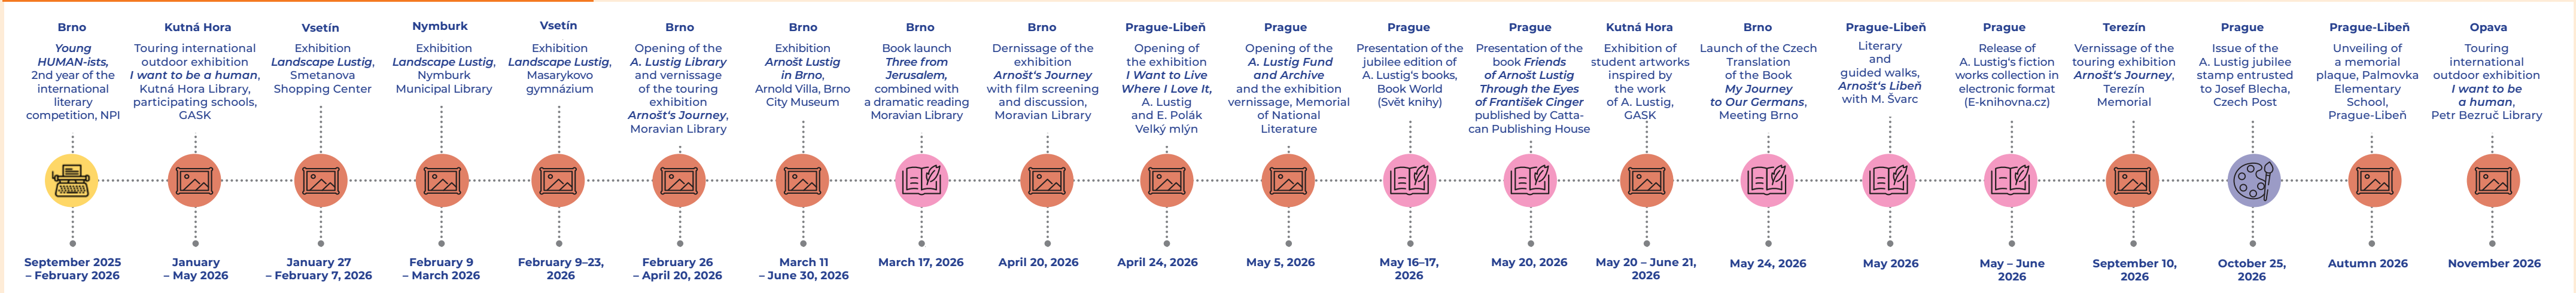 Brno
Young
HUMAN-ists,
2nd year of the
international
literary
competition, NPI
September 2025
– February 2026
Kutná Hora
Touring international
outdoor exhibition
I want to be a human,
Kutná Hora Library,
participating schools,
GASK
January
– May 2026
Vsetín
Exhibition
Landscape Lustig,
Smetanova
Shopping Center
January 27
– February 7, 2026
Nymburk
Exhibition
Landscape Lustig,
Nymburk
Municipal Library
February 9
– March 2026
Vsetín
Exhibition
Landscape Lustig,
Masarykovo
gymnázium
February 9–23,
2026
Brno
Opening of the
A. Lustig Library
and vernissage
of the touring
exhibition
Arnošt‘s Journey,
Moravian Library
February 26
– April 20, 2026
Brno
Exhibition
Arnošt Lustig
in Brno,
Arnold Villa, Brno
City Museum
March 11
– June 30, 2026
Brno
Book launch
Three from
Jerusalem,
combined with
a dramatic reading
Moravian Library
March 17, 2026
Brno
Dernissage of the
exhibition
Arnošt‘s Journey
with film screening
and discussion,
Moravian Library
April 20, 2026
Prague-Libeň
Opening of
the exhibition
I Want to Live
Where I Love It,
A. Lustig
and E. Polák
Velký mlýn
April 24, 2026
Prague
Opening of the
A. Lustig Fund
and Archive
and the exhibition
vernissage, Memorial
of National
Literature
May 5, 2026
Prague
Presentation of the
jubilee edition of
A. Lustig‘s books,
Book World
(Svět knihy)
May 16–17,
2026
Prague
Presentation of the
book Friends
of Arnošt Lustig
Through the Eyes
of František Cinger
published by Catta-
can Publishing House
May 20, 2026
Kutná Hora
Exhibition of
student artworks
inspired by
the work
of A. Lustig,
GASK
May 20 – June 21,
2026
Brno
Launch of the Czech
Translation
of the Book
My Journey
to Our Germans,
Meeting Brno
May 24, 2026
Prague-Libeň
Literary
and
guided walks,
Arnošt‘s Libeň
with M. Švarc
May 2026
Prague
Release of
A. Lustig‘s fiction
works collection in
electronic format
(E-knihovna.cz)
May – June
2026
Terezín
Vernissage of the
touring exhibition
Arnošt‘s Journey,
Terezín
Memorial
September 10,
2026
Prague
Issue of the
A. Lustig jubilee
stamp entrusted
to Josef Blecha,
Czech Post
October 25,
2026
Prague-Libeň
Unveiling of
a memorial
plaque, Palmovka
Elementary
School,
Prague-Libeň
Autumn 2026
Opava
Touring
international
outdoor exhibition
I want to be
a human,
Petr Bezruč Library
November 2026